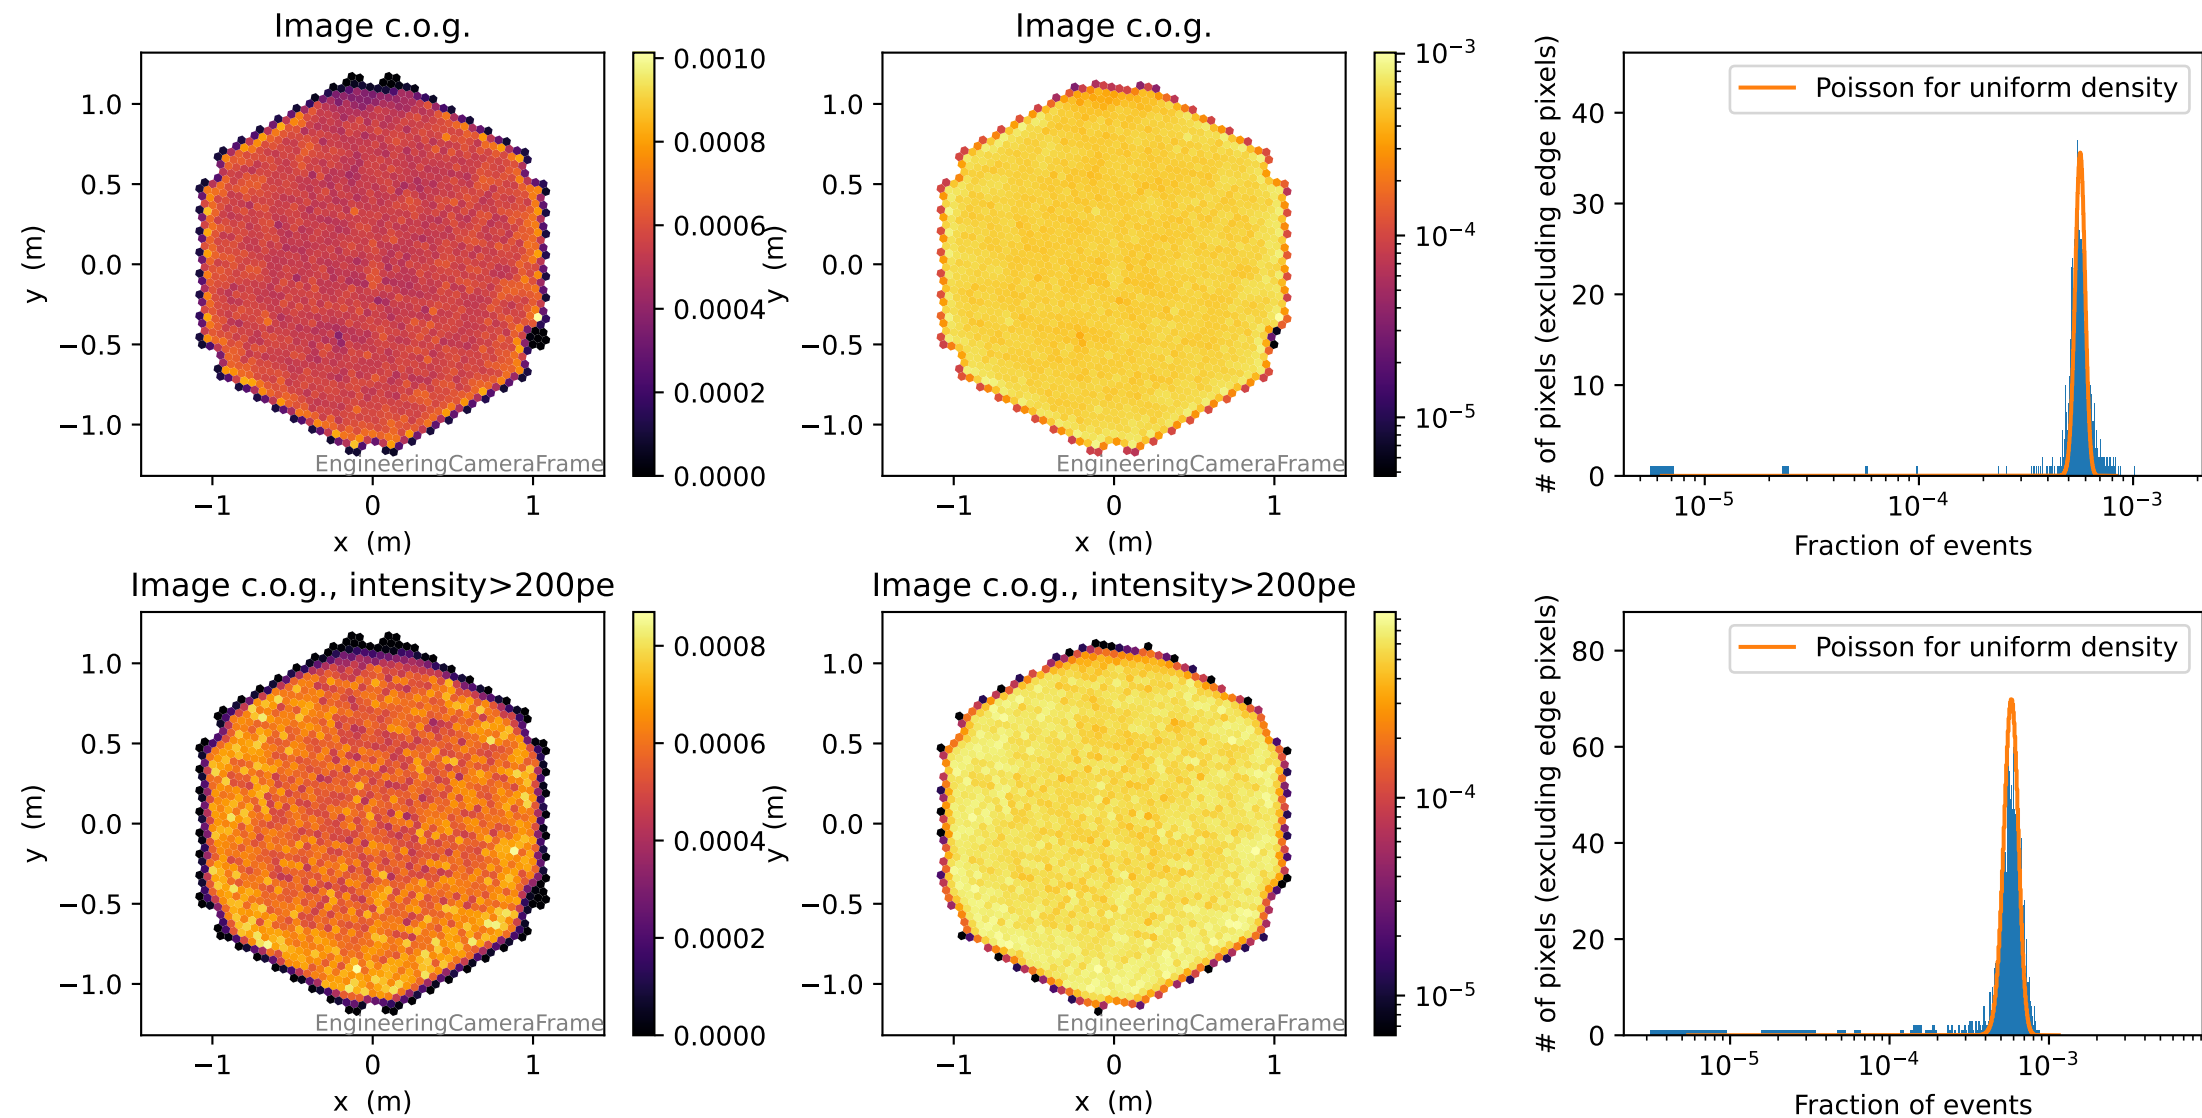 Image c.o.g.
1.0
0.5
0.0
−0.5
−1.0
y (m)
−1
0
1
x (m)
EngineeringCameraFrame
0.0010
0.0008
0.0006
0.0004
0.0002
0.0000
Image c.o.g.
1.0
0.5
0.0
−0.5
−1.0
y (m)
−1
0
1
x (m)
EngineeringCameraFrame
10⁻³
10⁻⁴
10⁻⁵
Poisson for uniform density
# of pixels (excluding edge pixels)
40
30
20
10
0
10⁻⁵
10⁻⁴
10⁻³
Fraction of events
Image c.o.g., intensity>200pe
1.0
0.5
0.0
−0.5
−1.0
y (m)
−1
0
1
x (m)
EngineeringCameraFrame
0.0008
0.0006
0.0004
0.0002
0.0000
Image c.o.g., intensity>200pe
1.0
0.5
0.0
−0.5
−1.0
y (m)
−1
0
1
x (m)
EngineeringCameraFrame
10⁻⁴
10⁻⁵
Poisson for uniform density
# of pixels (excluding edge pixels)
80
60
40
20
0
10⁻⁵
10⁻⁴
10⁻³
Fraction of events